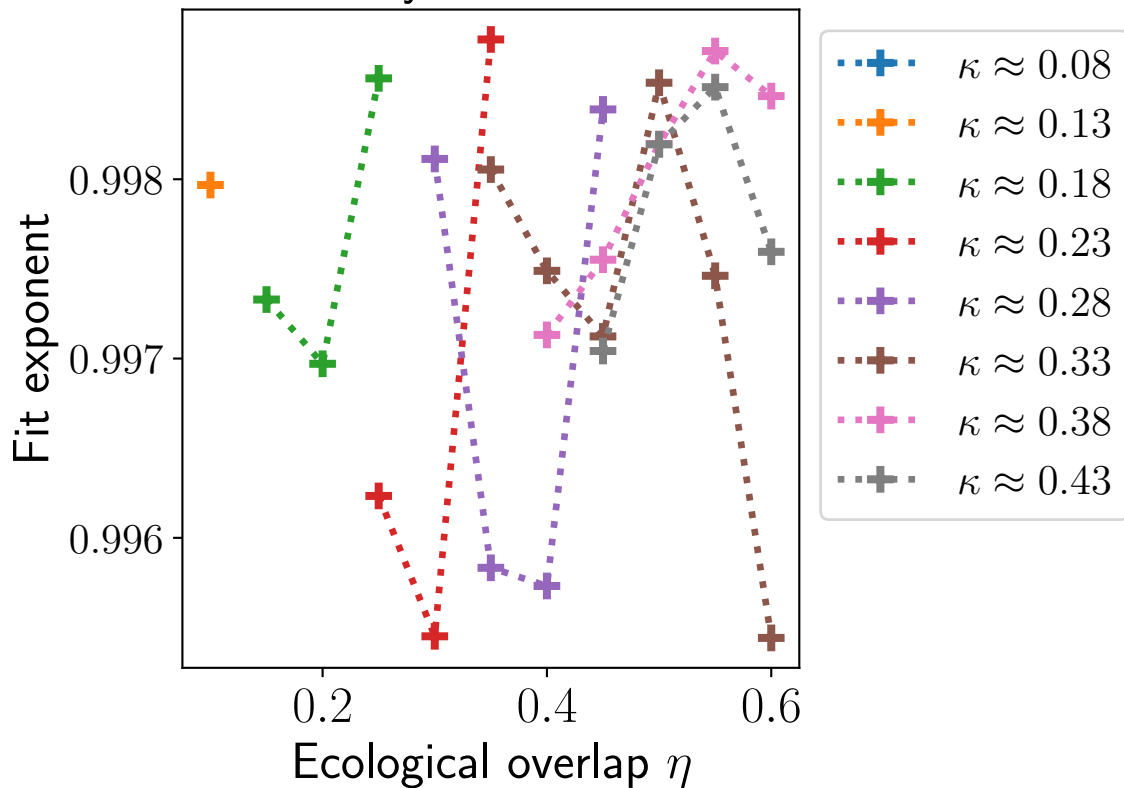 0.998
0.997
0.996
0.2 0.4 0.6
Fit exponent
Ecological overlap η
κ ≈ 0.08
κ ≈ 0.13
κ ≈ 0.18
κ ≈ 0.23
κ ≈ 0.28
κ ≈ 0.33
κ ≈ 0.38
κ ≈ 0.43